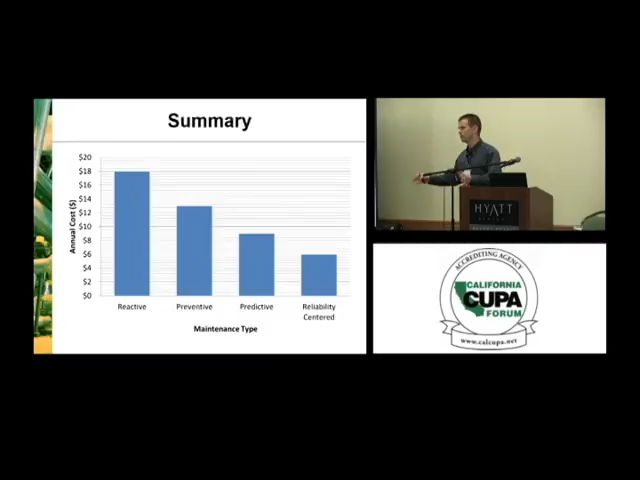 Summary
$20
$18
$16
$14
$12
$10
$8
$6
$4
$2
$0
Annual Cost ($)
Reactive
Preventive
Predictive
Reliability
Centered
Maintenance Type
HYATT
ACCREDITING AGENCY
CALIFORNIA
CUPA
FORUM
www.calcupa.net